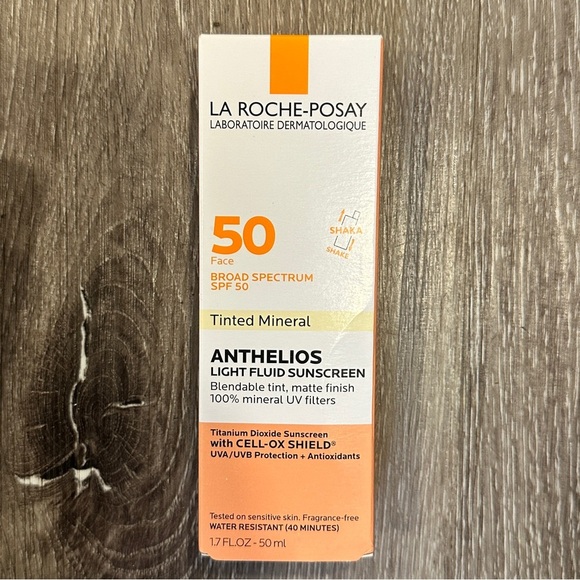 LA ROCHE-POSAY
LABORATOIRE DERMATOLOGIQUE
50
SHAKA
SHAKE
Face
BROAD SPECTRUM
SPF 50
Tinted Mineral
ANTHELIOS
LIGHT FLUID SUNSCREEN
Blendable tint, matte finish
100% mineral UV filters
Titanium Dioxide Sunscreen
with CELL-OX SHIELD®
UVA/UVB Protection + Antioxidants
Tested on sensitive skin. Fragrance-free
WATER RESISTANT (40 MINUTES)
1.7 FL.OZ - 50 ml